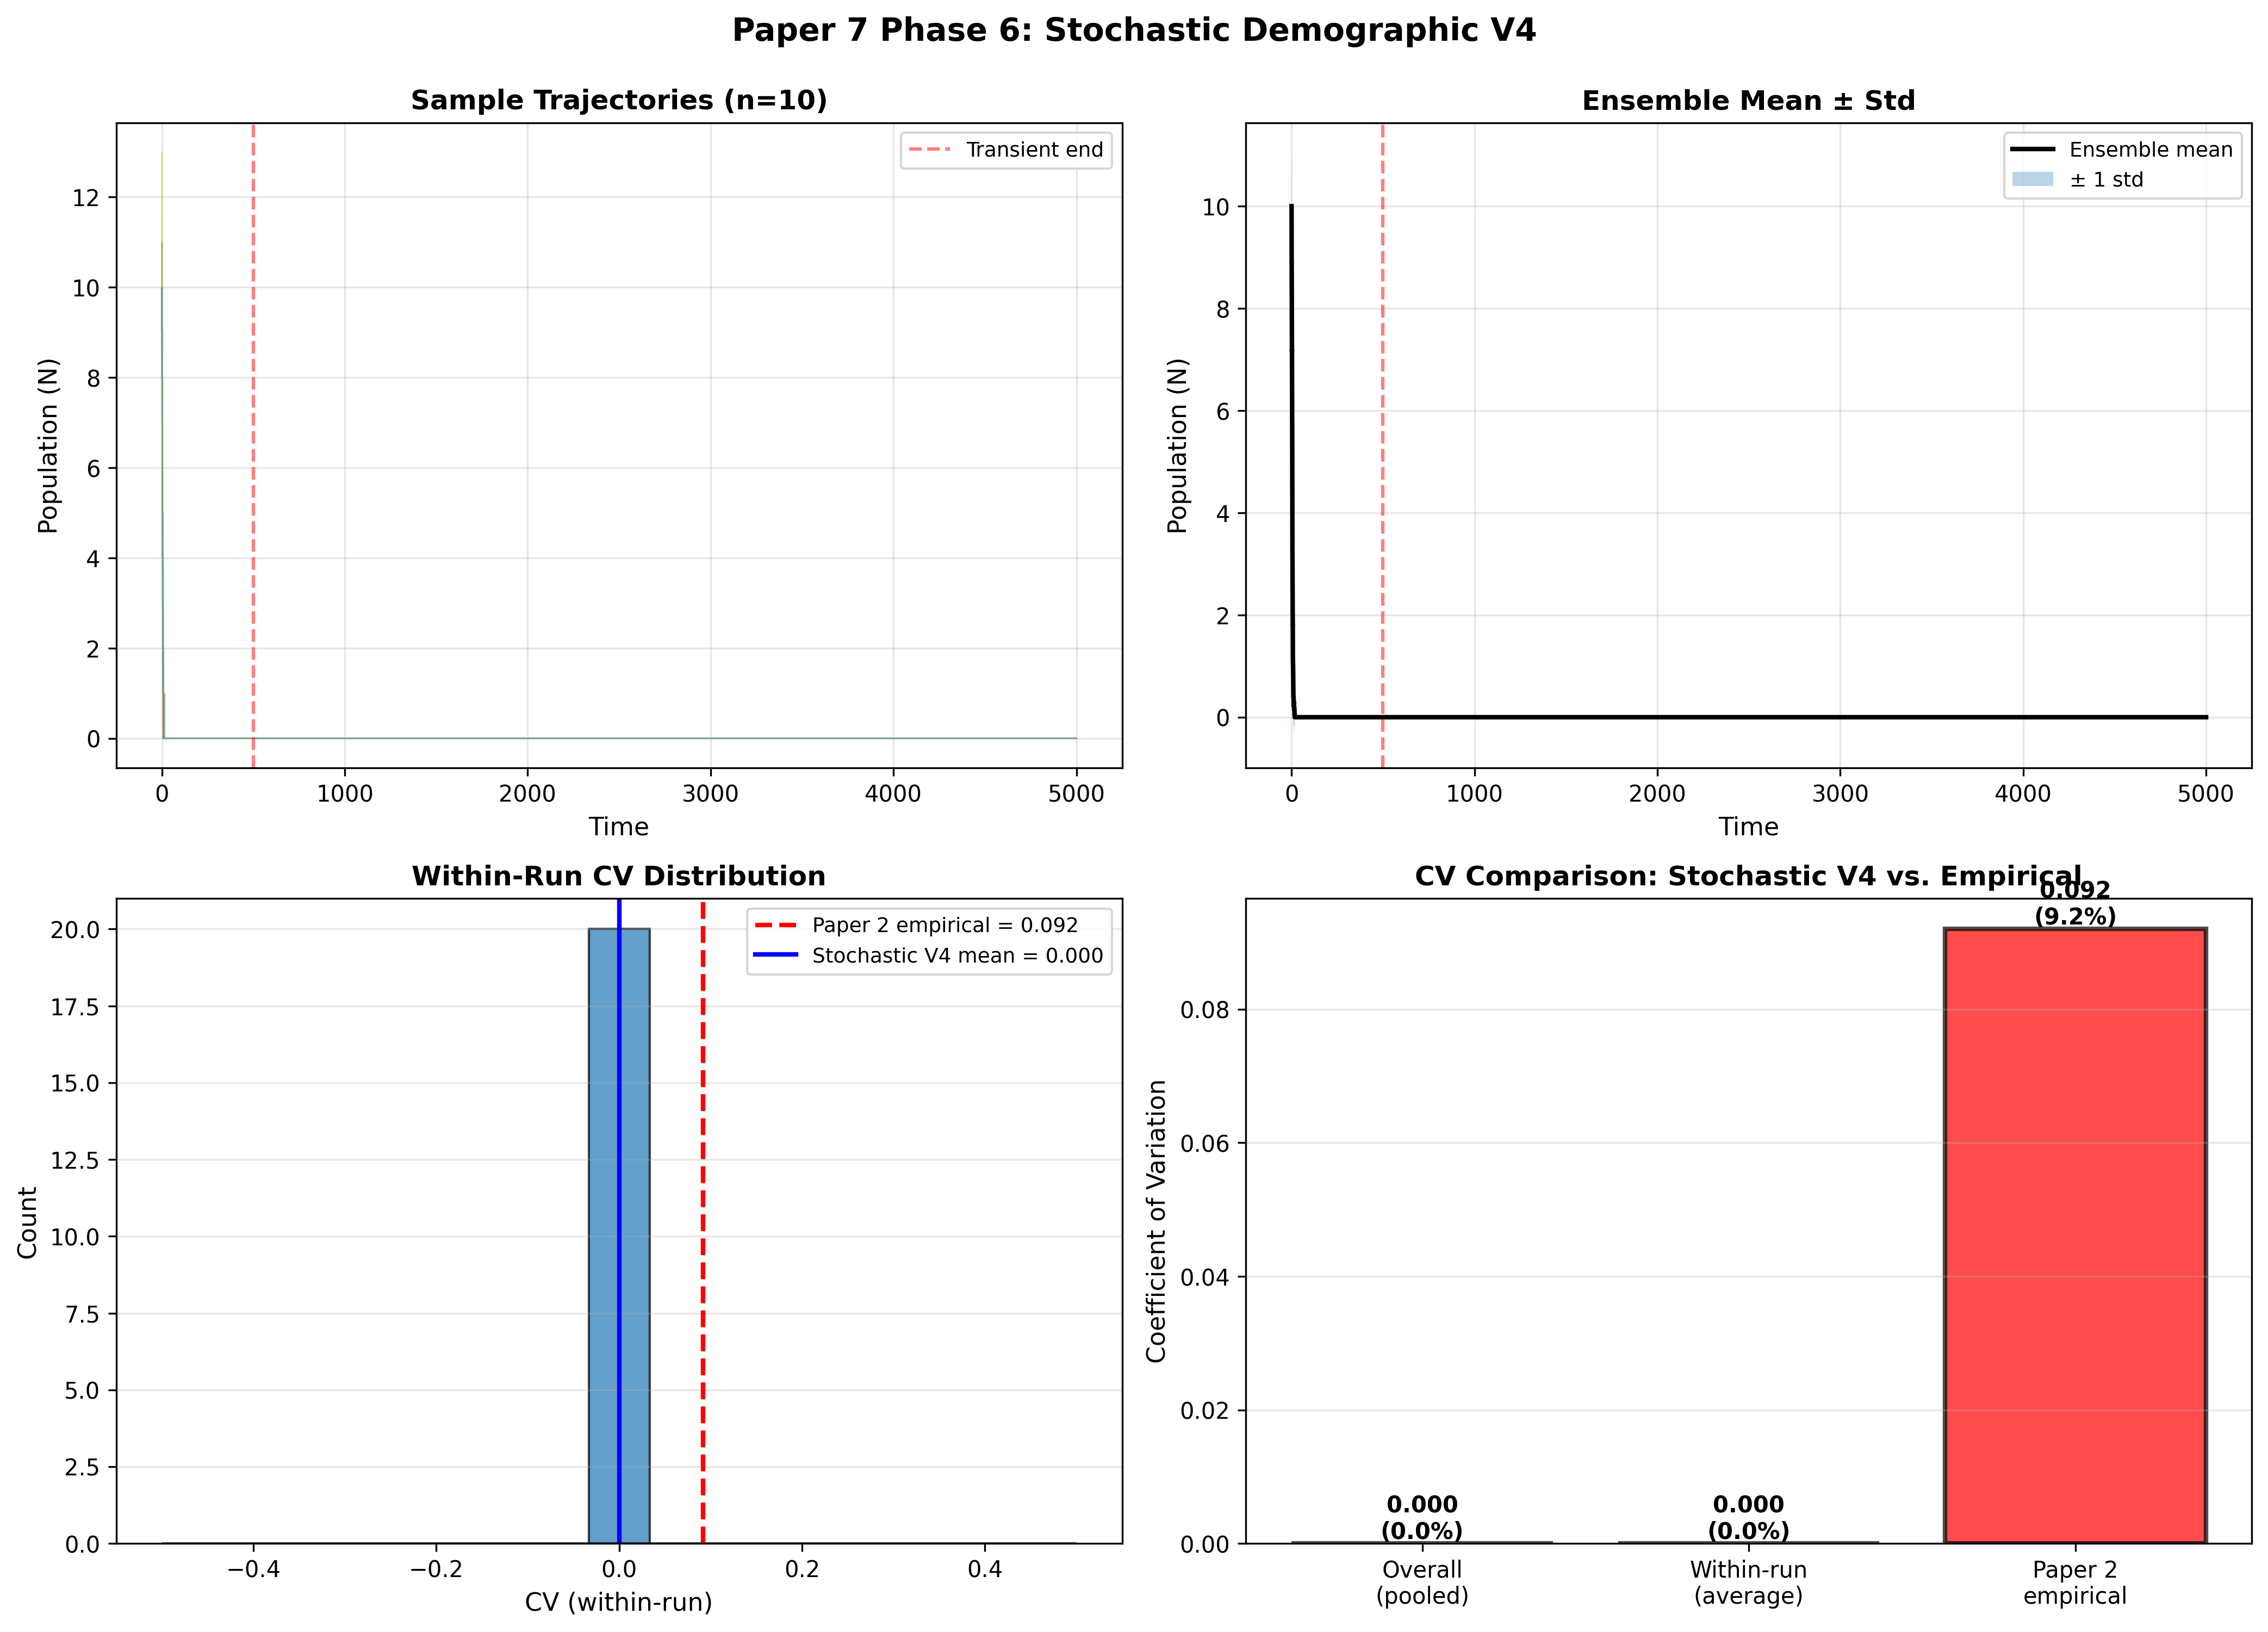 Paper 7 Phase 6: Stochastic Demographic V4
Sample Trajectories (n=10)
Transient end
Population (N)
12
10
8
6
4
2
0
0 1000 2000 3000 4000 5000
Time
Ensemble Mean ± Std
Ensemble mean
± 1 std
Population (N)
10
8
6
4
2
0
0 1000 2000 3000 4000 5000
Time
Within-Run CV Distribution
Paper 2 empirical = 0.092
Stochastic V4 mean = 0.000
Count
20.0
17.5
15.0
12.5
10.0
7.5
5.0
2.5
0.0
−0.4 −0.2 0.0 0.2 0.4
CV (within-run)
CV Comparison: Stochastic V4 vs. Empirical
0.092
(9.2%)
Coefficient of Variation
0.08
0.06
0.04
0.02
0.00
0.000
(0.0%)
0.000
(0.0%)
Overall
(pooled)
Within-run
(average)
Paper 2
empirical